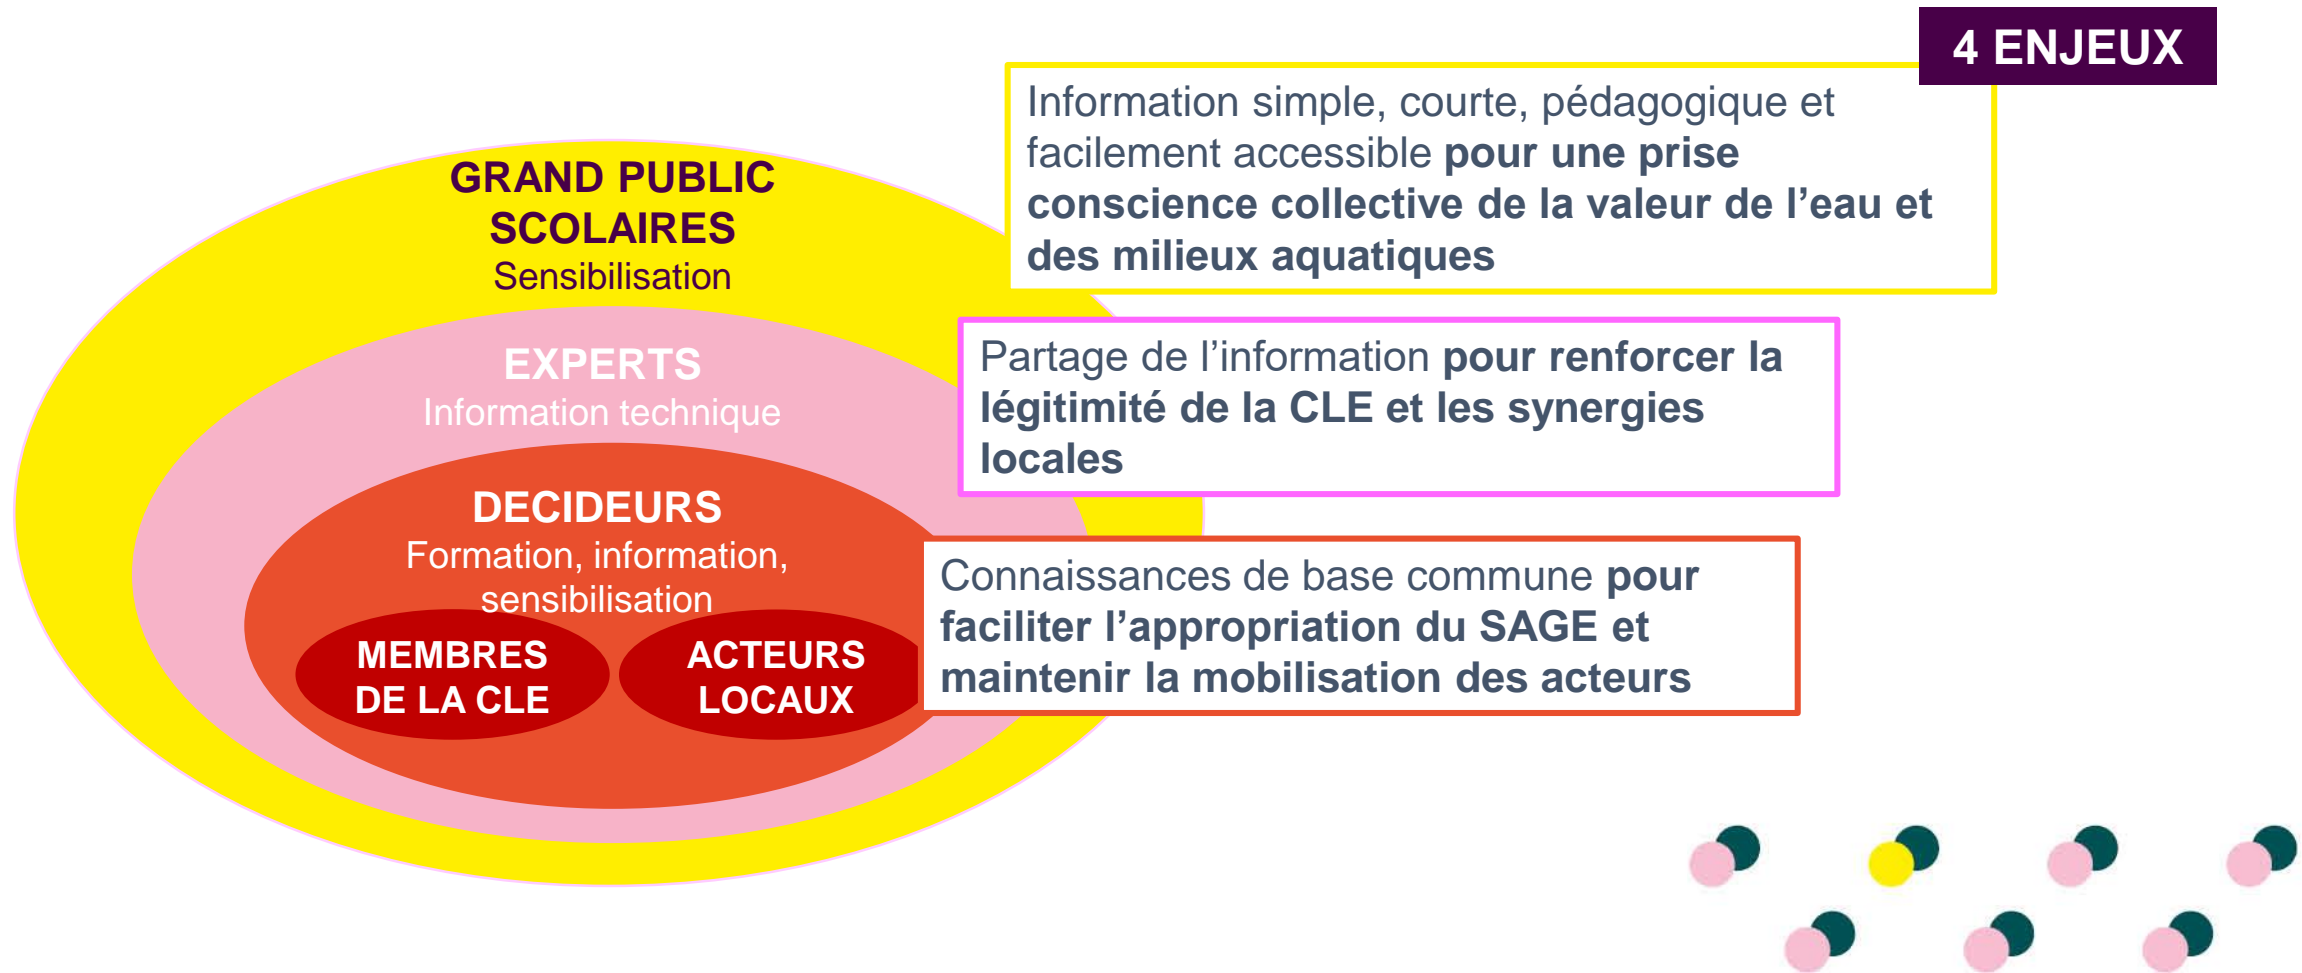 4 ENJEUX
Information simple, courte, pédagogique et
facilement accessible pour une prise
conscience collective de la valeur de l’eau et
des milieux aquatiques
GRAND PUBLIC
SCOLAIRES
Sensibilisation
Partage de l’information pour renforcer la
légitimité de la CLE et les synergies
locales
EXPERTS
Information technique
DECIDEURS
Formation, information,
sensibilisation
Connaissances de base commune pour
faciliter l’appropriation du SAGE et
maintenir la mobilisation des acteurs
MEMBRES
DE LA CLE
ACTEURS
LOCAUX